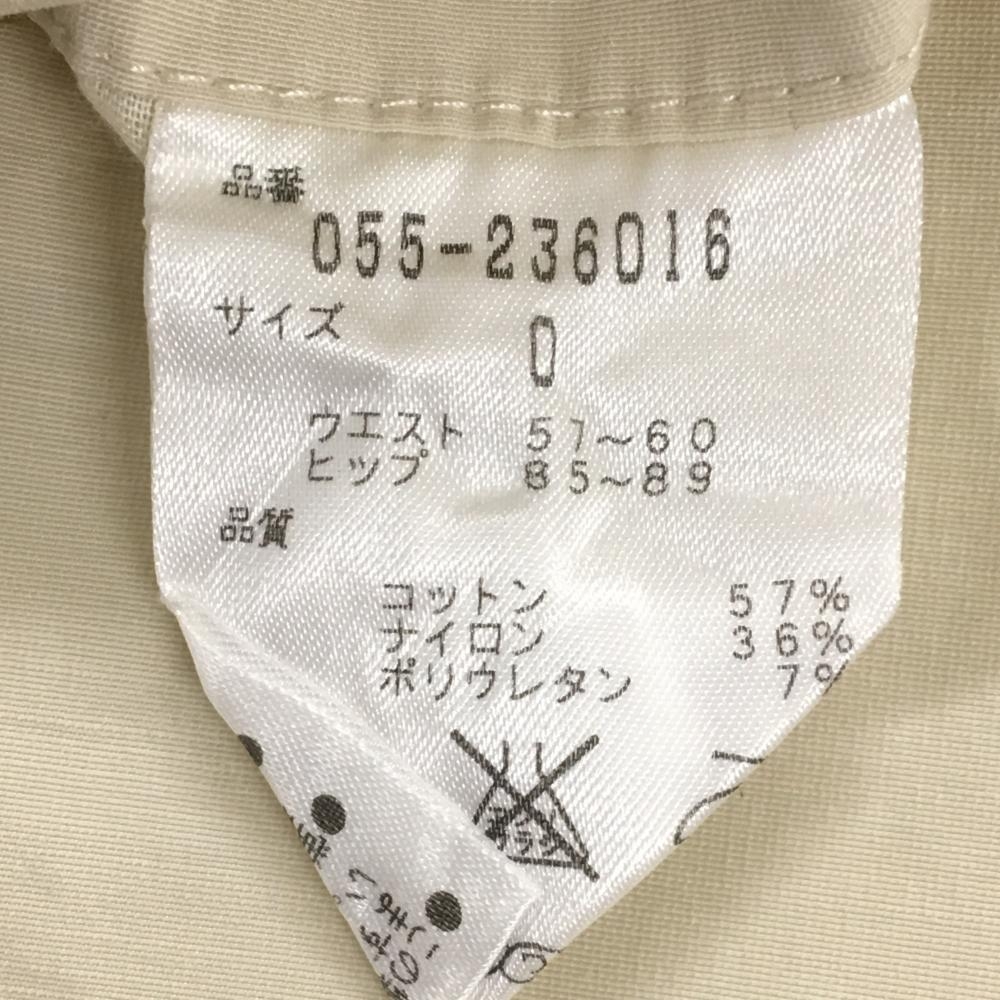 品番
055-236016
サイズ
0
ウエスト 57～60
ヒップ 85～89
品質
コットン 57%
ナイロン 36%
ポリウレタン 7%